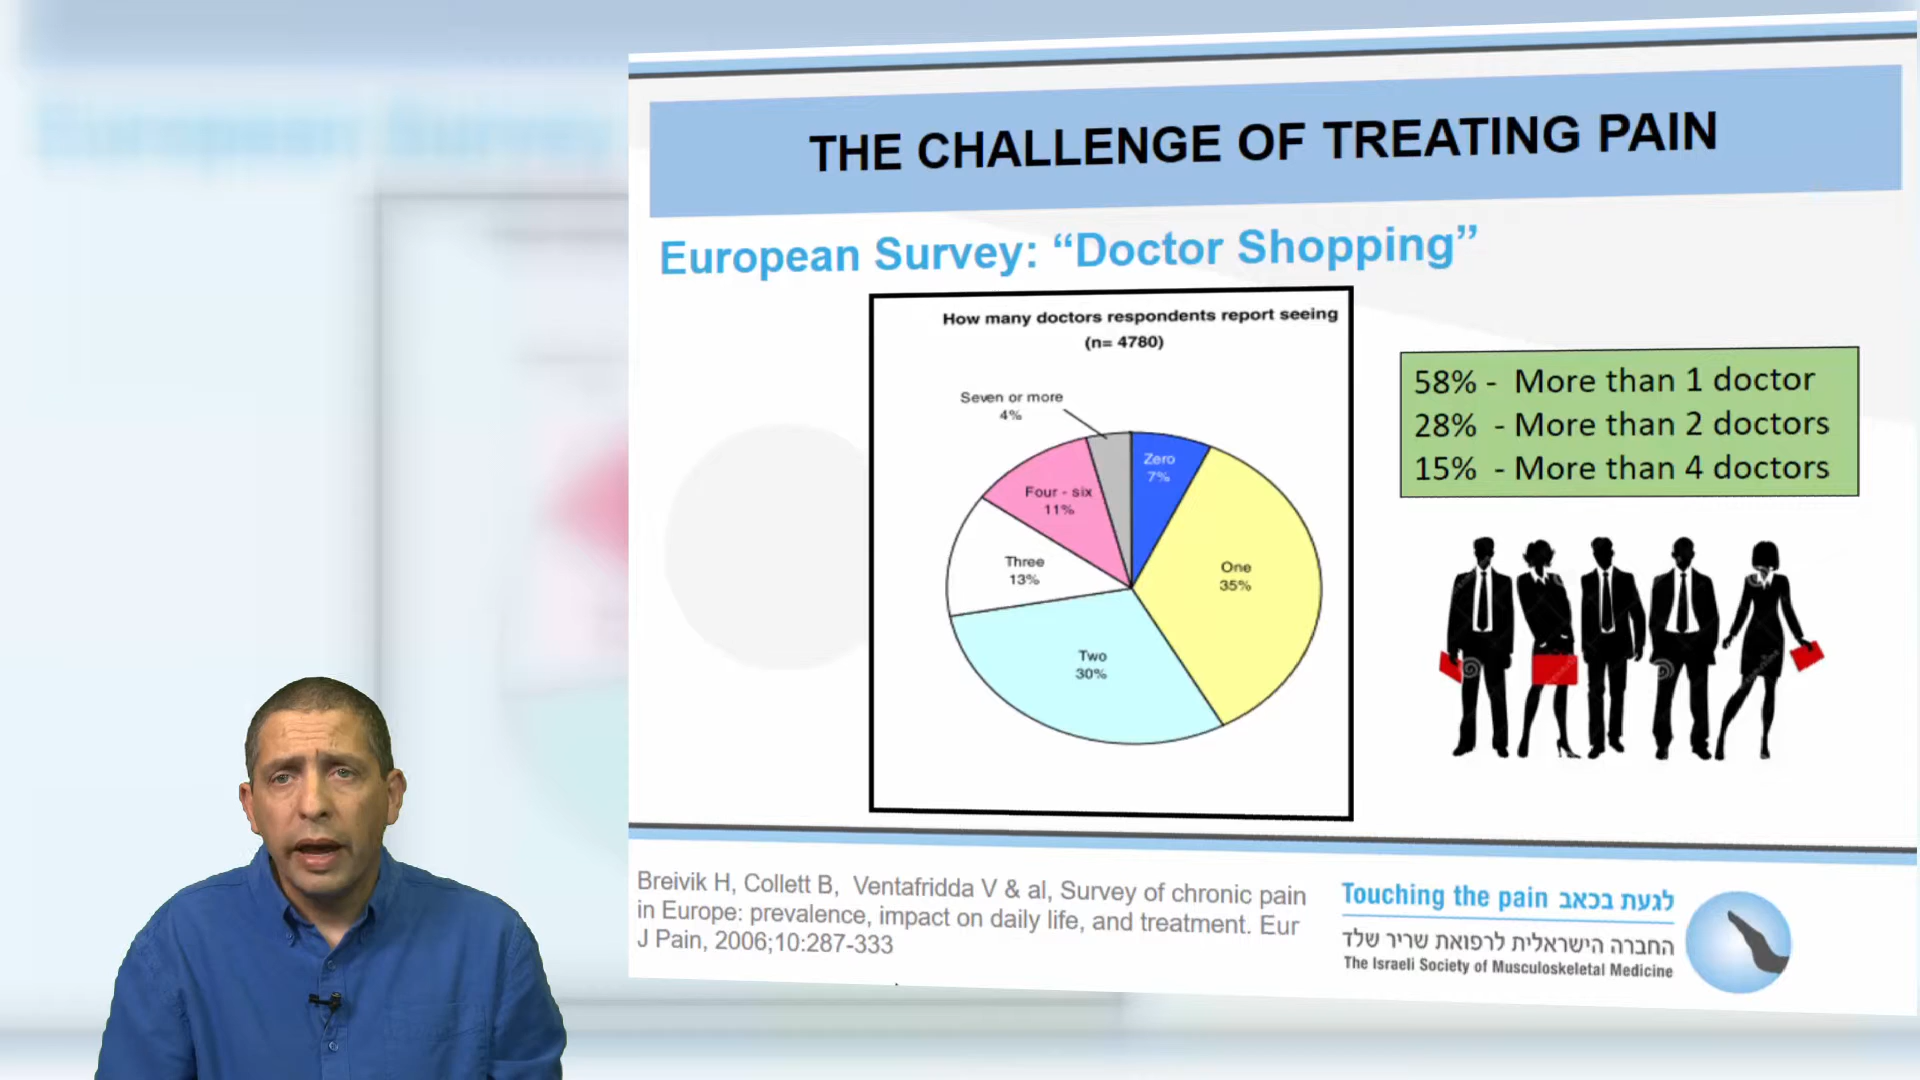 European Survey
THE CHALLENGE OF TREATING PAIN
European Survey: “Doctor Shopping”
How many doctors respondents report seeing
(n= 4780)
Seven or more
4%
Zero
7%
Four - six
11%
One
35%
Three
13%
Two
30%
58% -  More than 1 doctor
28%  - More than 2 doctors
15%  - More than 4 doctors
Breivik H, Collett B,  Ventafridda V & al, Survey of chronic pain
in Europe: prevalence, impact on daily life, and treatment. Eur
J Pain, 2006;10:287-333
Touching the pain לגעת בכאב
החברה הישראלית לרפואת שריר שלד
The Israeli Society of Musculoskeletal Medicine